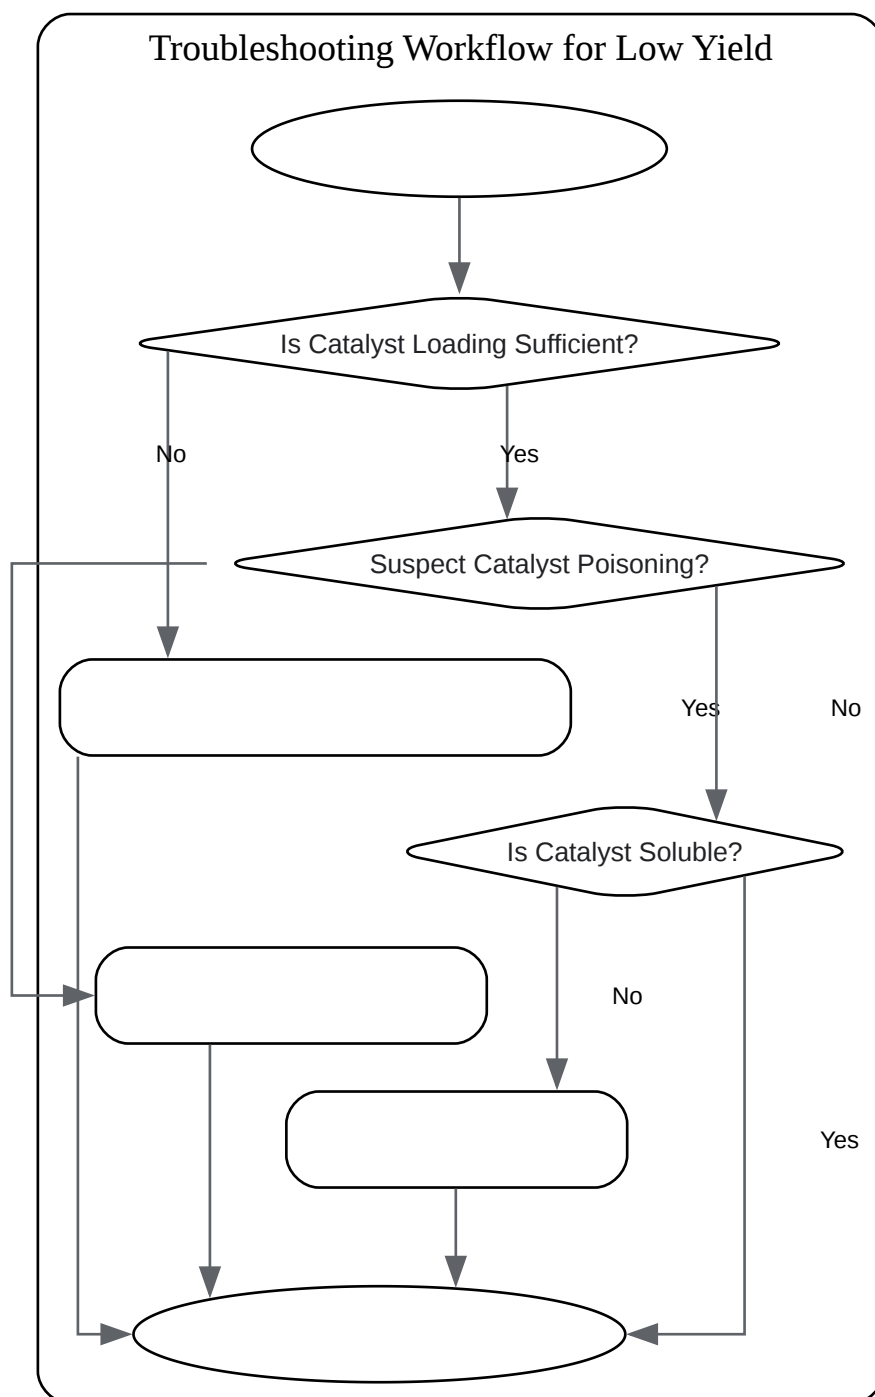 Troubleshooting Workflow for Low Yield
Is Catalyst Loading Sufficient?
No
Yes
Suspect Catalyst Poisoning?
Yes
No
Is Catalyst Soluble?
No
Yes